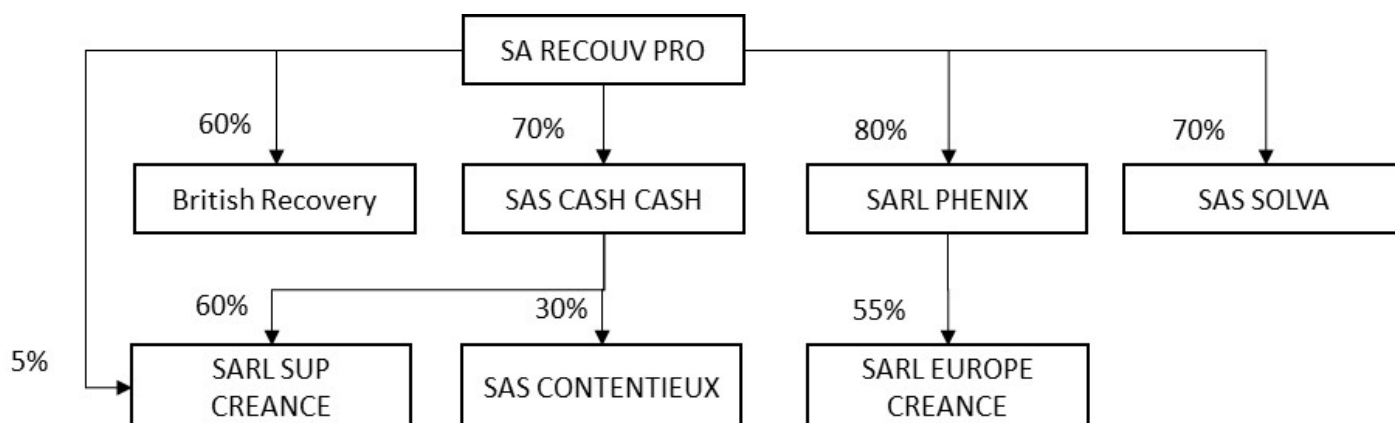 SA RECOUV PRO
60%
70%
80%
70%
British Recovery
SAS CASH CASH
SARL PHENIX
SAS SOLVA
60%
30%
55%
5%
SARL SUP
CREANCE
SAS CONTENTIEUX
SARL EUROPE
CREANCE